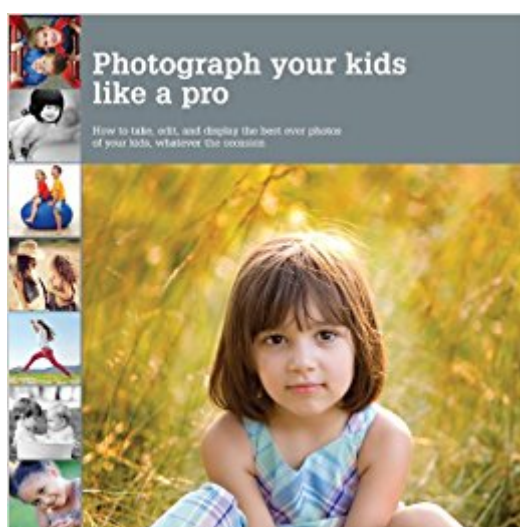 Photograph your kids
like a pro
How to take, edit, and display the best ever photos
of your kids, whatever the occasion